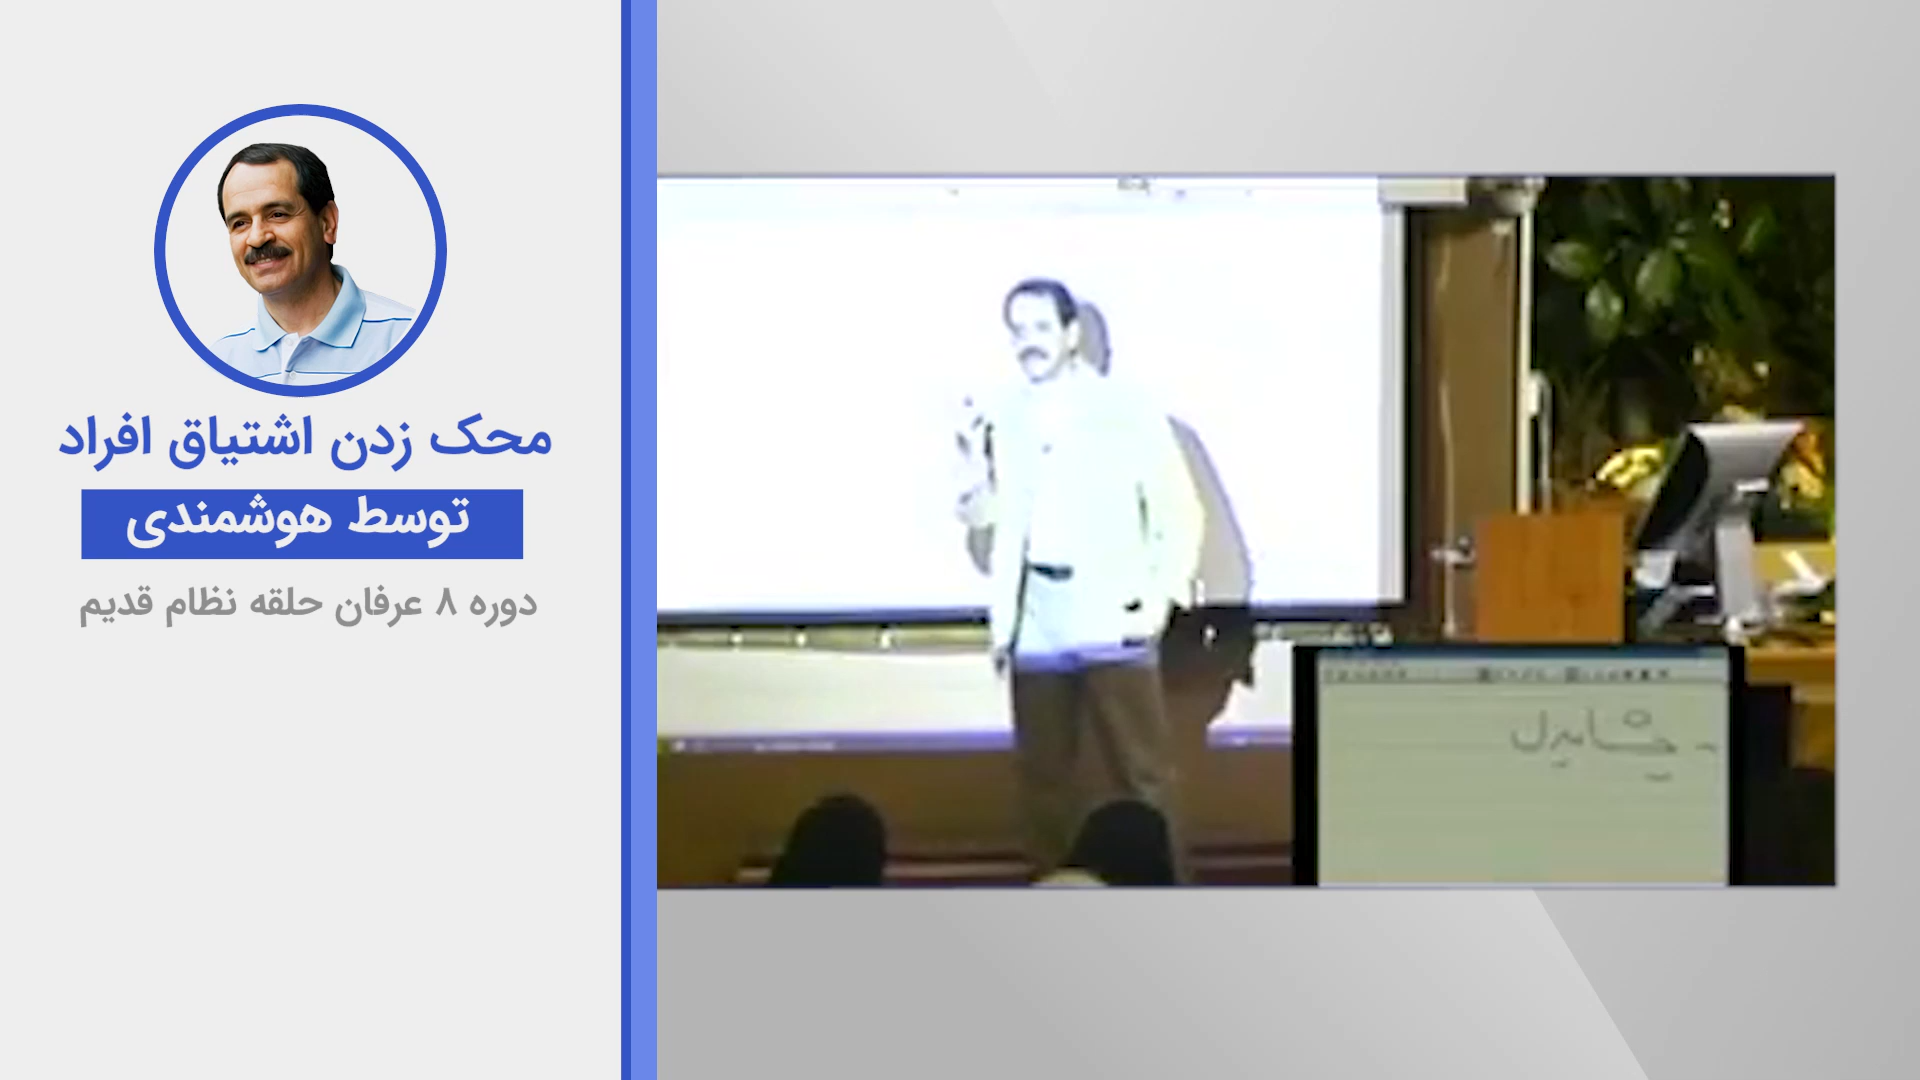 محک زدن اشتیاق افراد
توسط هوشمندی
دوره ۸ عرفان حلقه نظام قدیم